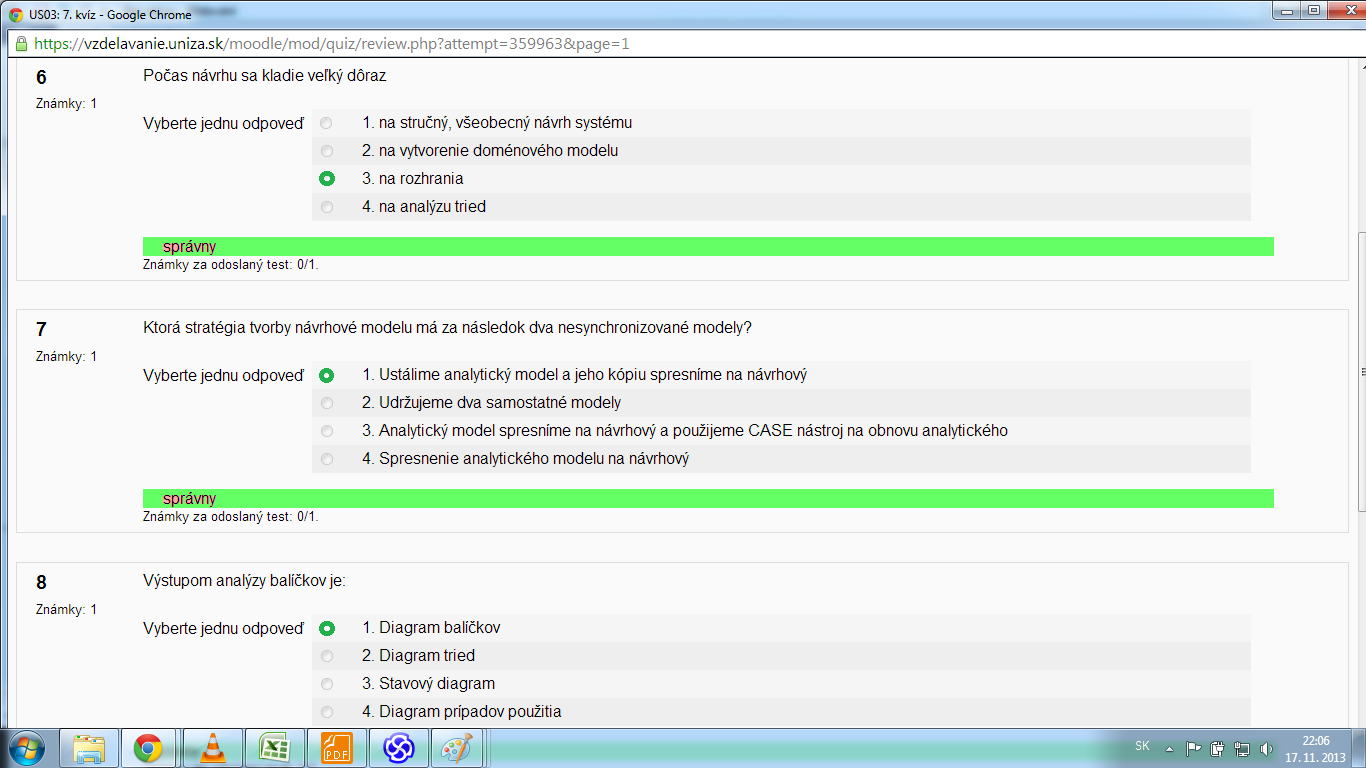 US03: 7. kvíz - Google Chrome
https://vzdelavanie.uniza.sk/moodle/mod/quiz/review.php?attempt=359963&page=1
6
Známky: 1
Počas návrhu sa kladie veľký dôraz
Vyberte jednu odpoveď
1. na stručný, všeobecný návrh systému
2. na vytvorenie doménového modelu
3. na rozhrania
4. na analýzu tried
správny
Známky za odoslaný test: 0/1.
7
Známky: 1
Ktorá stratégia tvorby návrhové modelu má za následok dva nesynchronizované modely?
Vyberte jednu odpoveď
1. Ustálime analytický model a jeho kópiu spresníme na návrhový
2. Udržujeme dva samostatné modely
3. Analytický model spresníme na návrhový a použijeme CASE nástroj na obnovu analytického
4. Spresnenie analytického modelu na návrhový
správny
Známky za odoslaný test: 0/1.
8
Známky: 1
Výstupom analýzy balíčkov je:
Vyberte jednu odpoveď
1. Diagram balíčkov
2. Diagram tried
3. Stavový diagram
4. Diagram prípadov použitia
PDF
SK
22:06
17. 11. 2013